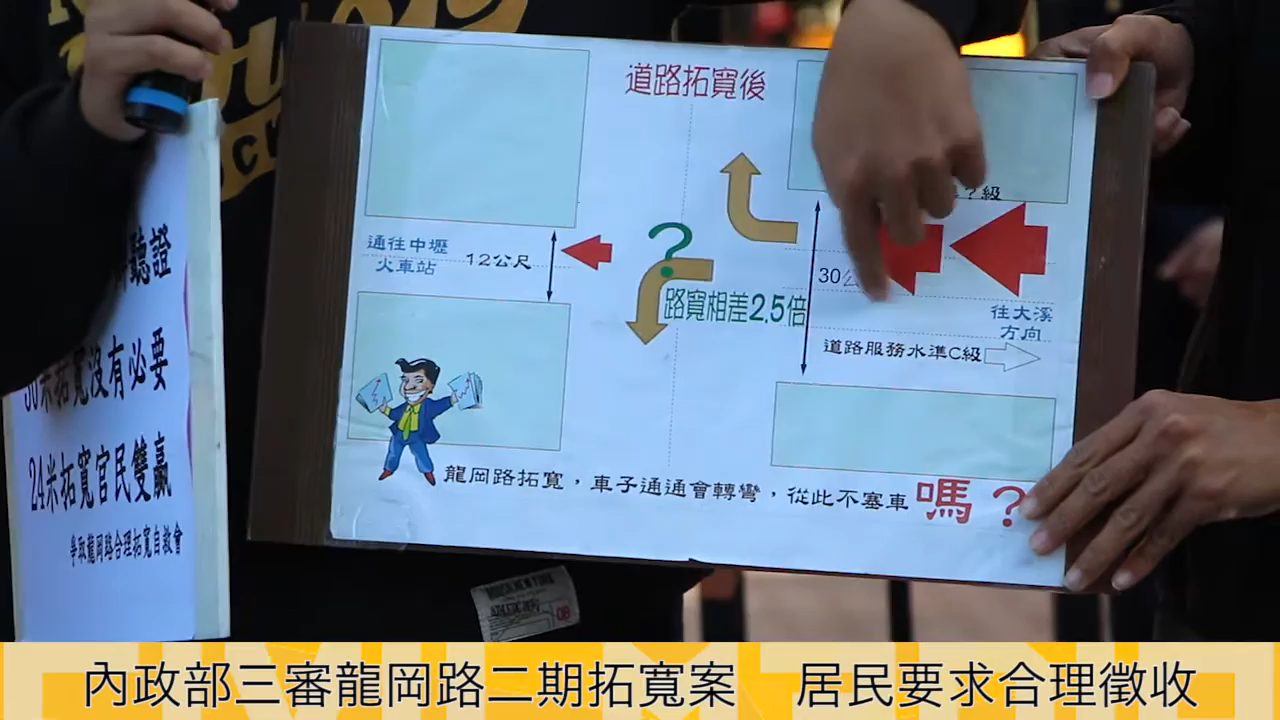 道路拓寬後
？級
通往中壢
火車站
12公尺
?
路寬相差2.5倍
30公
往大溪
方向
道路服務水準C級
龍岡路拓寬，車子通通會轉彎，從此不塞車嗎？
聽證
30米拓寬沒有必要
24米拓寬官民雙贏
爭取龍岡路合理拓寬自救會
內政部三審龍岡路二期拓寬案 居民要求合理徵收